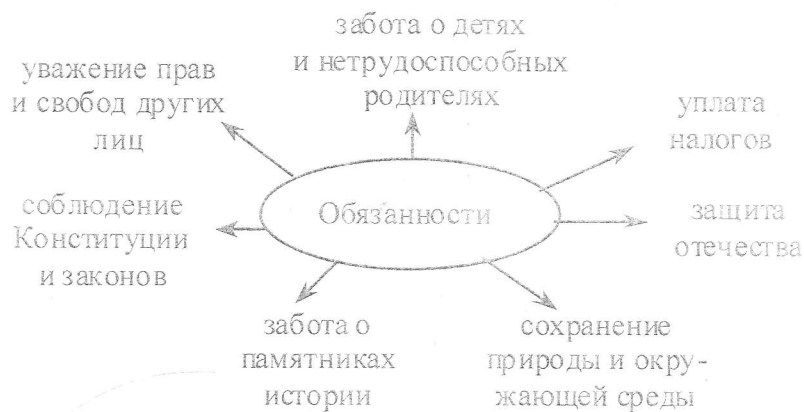 забота о детях
и нетрудоспособных
родителях
уважение прав
и свобод других
лиц
уплата
налогов
Обязанности
соблюдение
Конституции
и законов
защита
отечества
забота о
памятниках
истории
сохранение
природы и окру-
жающей среды